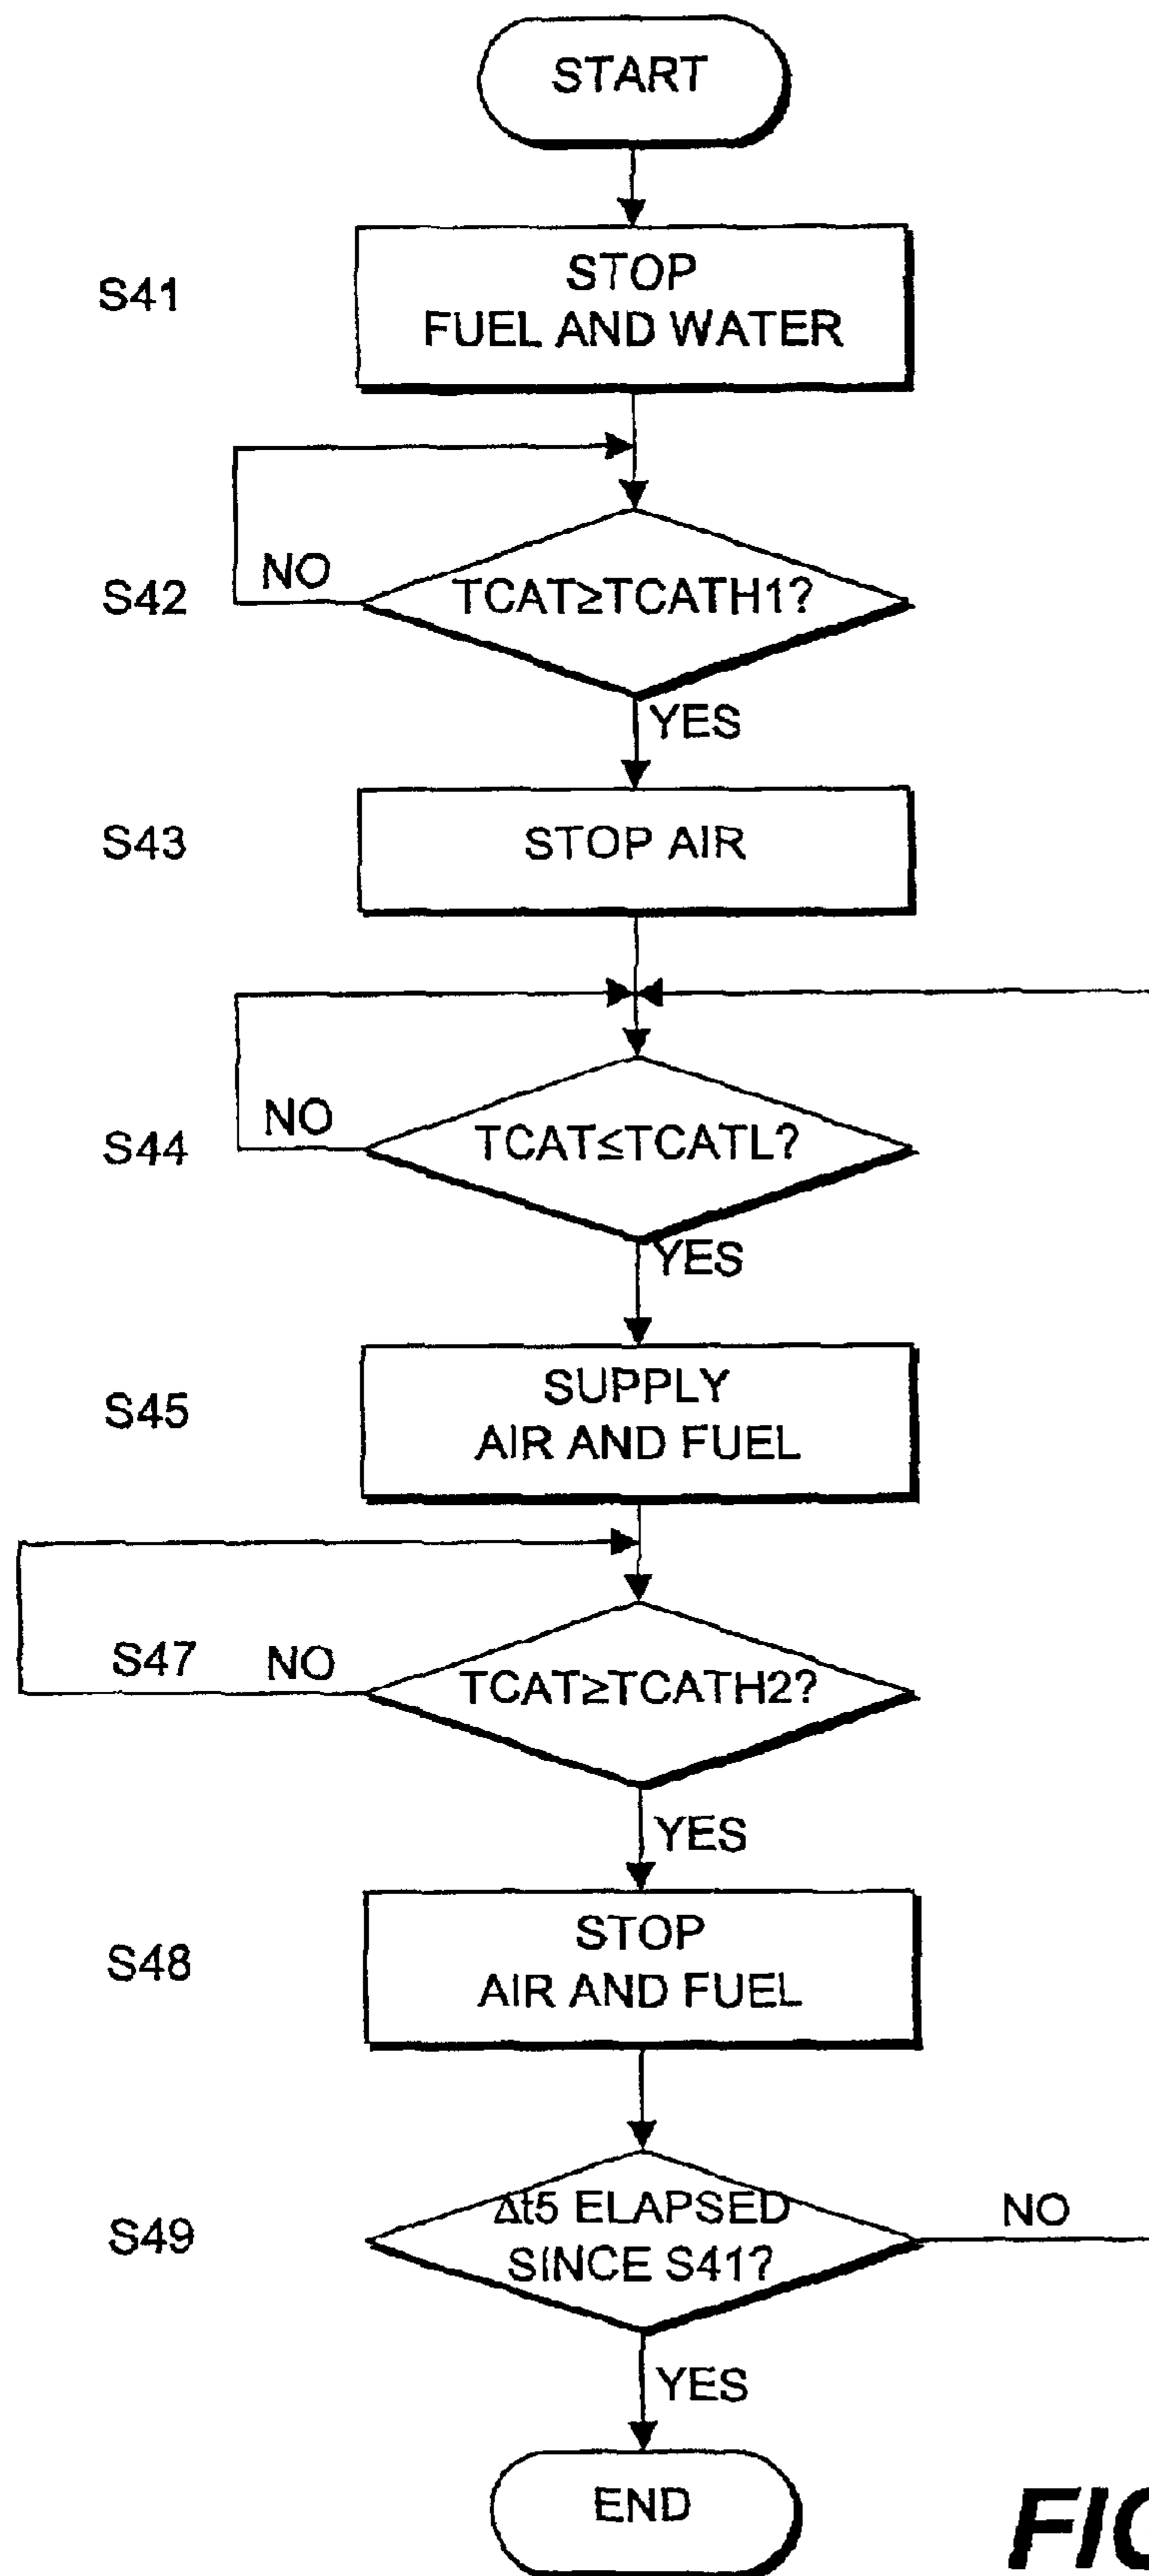 START
S41
STOP
FUEL AND WATER
S42
NO
TCAT≥TCATH1?
YES
S43
STOP AIR
S44
NO
TCAT≤TCATL?
YES
S45
SUPPLY
AIR AND FUEL
S47
NO
TCAT≥TCATH2?
YES
S48
STOP
AIR AND FUEL
S49
Δt5 ELAPSED
SINCE S41?
NO
YES
END